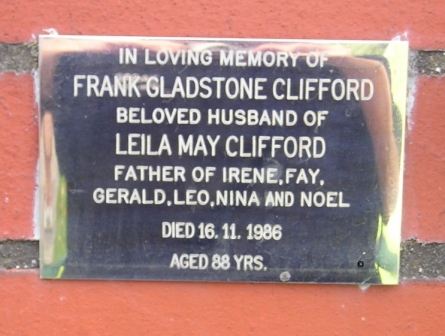 IN LOVING MEMORY OF
FRANK GLADSTONE CLIFFORD
BELOVED HUSBAND OF
LEILA MAY CLIFFORD
FATHER OF IRENE, FAY,
GERALD, LEO, NINA AND NOEL
DIED 16. 11. 1986
AGED 88 YRS.